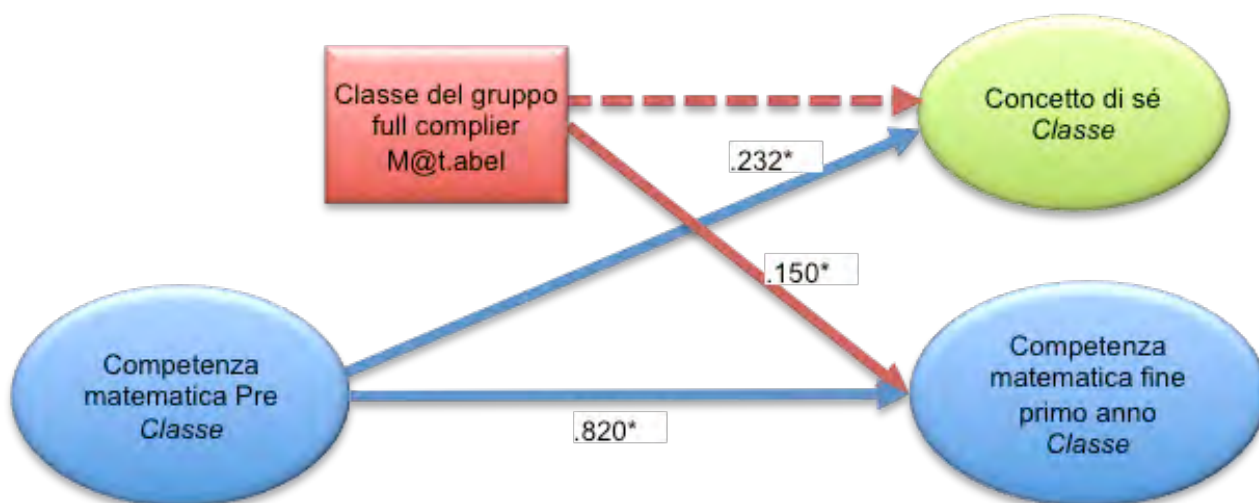 Classe del gruppo
full complier
M@t.abel
Concetto di sé
Classe
.232*
.150*
Competenza
matematica Pre
Classe
Competenza
matematica fine
primo anno
Classe
.820*